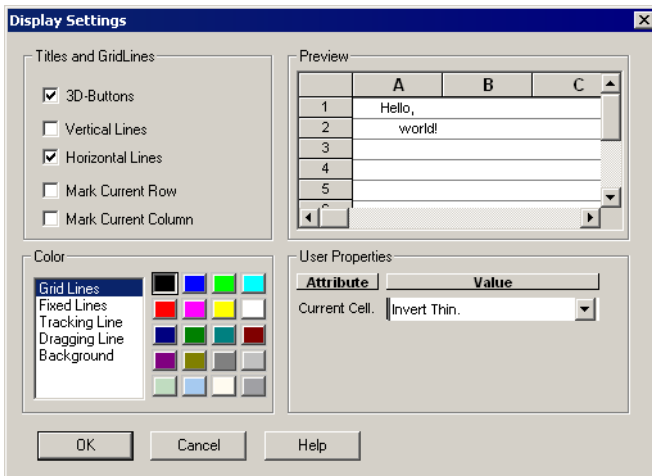 Display Settings
Titles and GridLines
3D-Buttons
Vertical Lines
Horizontal Lines
Mark Current Row
Mark Current Column
Preview
A B C
1 Hello,
2 world!
3
4
5
Color
Grid Lines
Fixed Lines
Tracking Line
Dragging Line
Background
User Properties
Attribute Value
Current Cell. Invert Thin.
OK Cancel Help